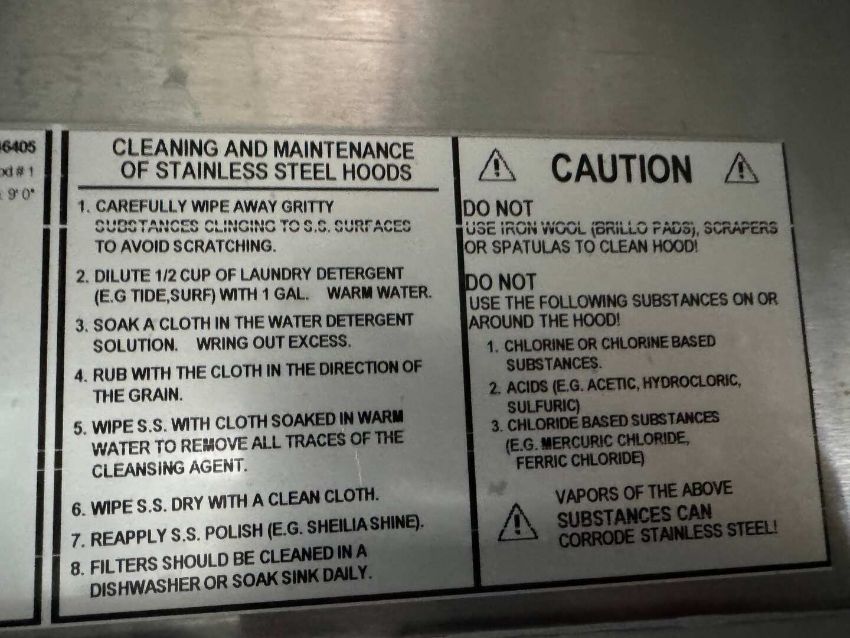 6405
# 1
9' 0"
CLEANING AND MAINTENANCE
OF STAINLESS STEEL HOODS
1. CAREFULLY WIPE AWAY GRITTY
SUBSTANCES CLINGING TO S.S. SURFACES
TO AVOID SCRATCHING.
2. DILUTE 1/2 CUP OF LAUNDRY DETERGENT
(E.G TIDE,SURF) WITH 1 GAL. WARM WATER.
3. SOAK A CLOTH IN THE WATER DETERGENT
SOLUTION. WRING OUT EXCESS.
4. RUB WITH THE CLOTH IN THE DIRECTION OF
THE GRAIN.
5. WIPE S.S. WITH CLOTH SOAKED IN WARM
WATER TO REMOVE ALL TRACES OF THE
CLEANSING AGENT.
6. WIPE S.S. DRY WITH A CLEAN CLOTH.
7. REAPPLY S.S. POLISH (E.G. SHEILIA SHINE).
8. FILTERS SHOULD BE CLEANED IN A
DISHWASHER OR SOAK SINK DAILY.
CAUTION
DO NOT
USE IRON WOOL (BRILLO PADS), SCRAPERS
OR SPATULAS TO CLEAN HOOD!
DO NOT
USE THE FOLLOWING SUBSTANCES ON OR
AROUND THE HOOD!
1. CHLORINE OR CHLORINE BASED
SUBSTANCES.
2. ACIDS (E.G. ACETIC, HYDROCLORIC,
SULFURIC)
3. CHLORIDE BASED SUBSTANCES
(E.G. MERCURIC CHLORIDE,
FERRIC CHLORIDE)
VAPORS OF THE ABOVE
SUBSTANCES CAN
CORRODE STAINLESS STEEL!